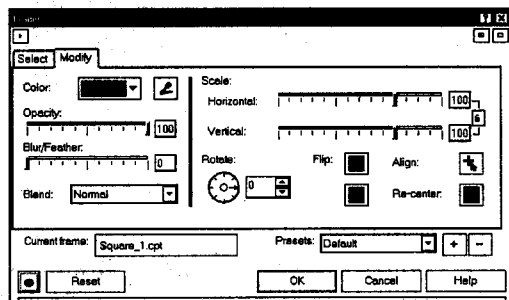 Select Modify
Color:
Scale:
Horizontal: 100
Opacity:
100
Vertical: 100
Blur/Feather:
0
Rotate: 0 Flip: Align:
Blend: Normal
Re-center:
Current frame: Square_1.cpt Presets: Default + -
Reset OK Cancel Help